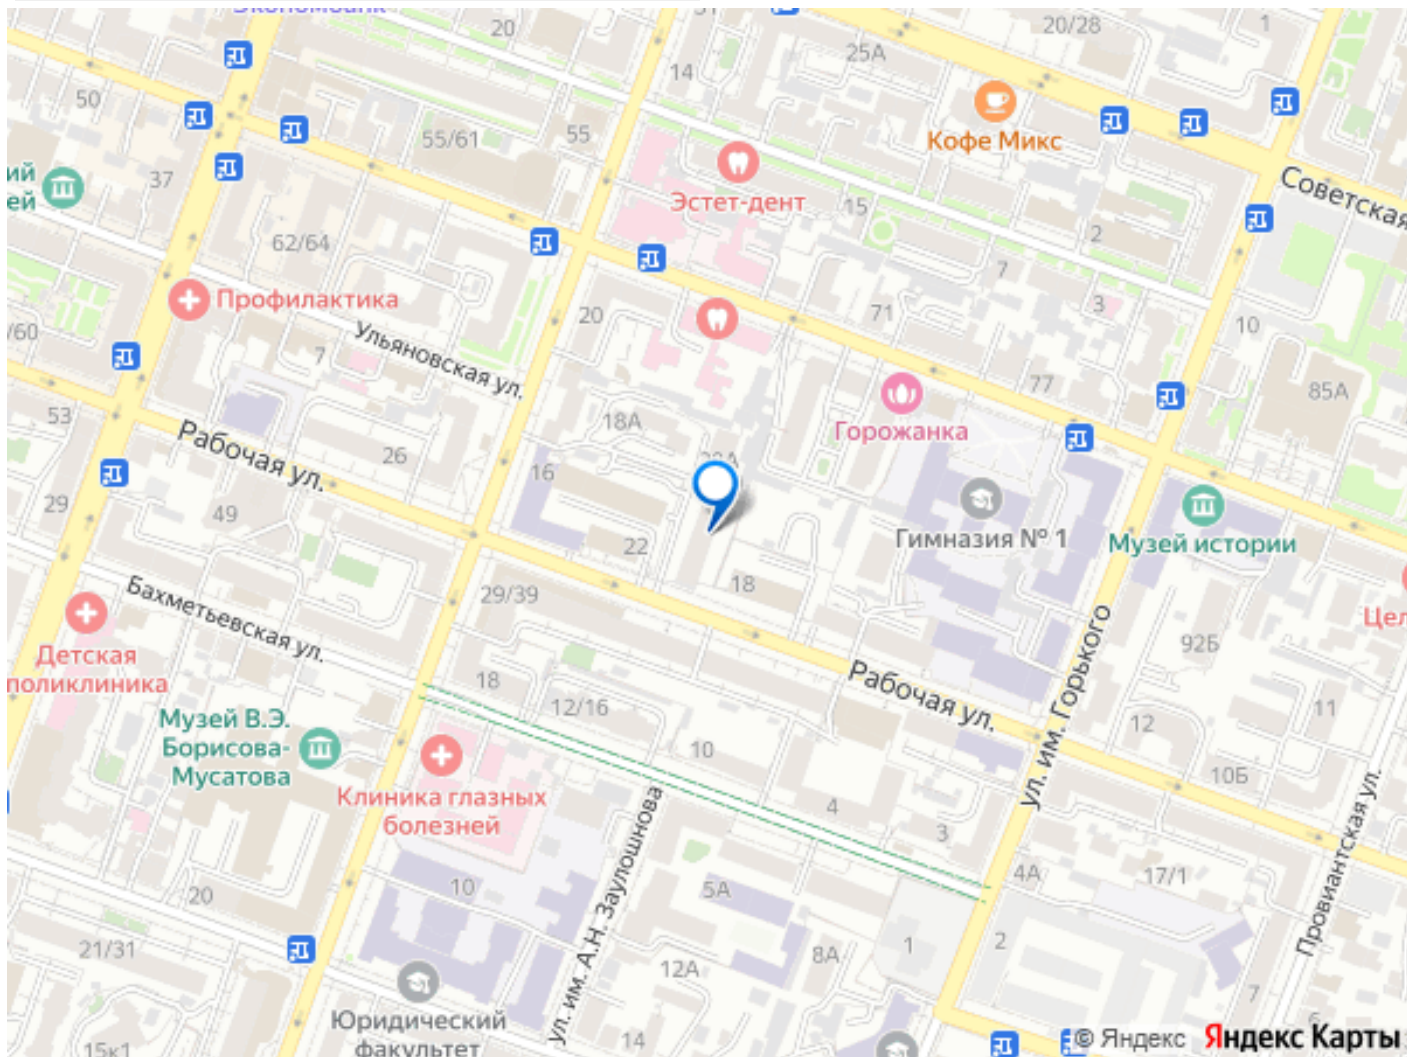 Экономбанк
20
31
20/28
1
14
25А
50
55/61
55
Кофе Микс
ий
ей
37
Эстет-дент
15
Советская
62/64
2
7
Профилактика
3
/60
20
71
10
Ульяновская ул.
7
77
85А
53
18А
Горожанка
Рабочая ул.
26
16
29
49
22
Гимназия № 1
Музей истории
18
29/39
Бахметьевская ул.
Цел
Детская
поликлиника
92Б
18
Рабочая ул.
ул. им. Горького
12/16
Музей В.Э.
Борисова-
Мусатова
10
12
11
10Б
Клиника глазных
болезней
4
3
ул. им. А.Н. Заулошнова
Провиантская ул.
20
10
5А
4А
17/1
21/31
1
2
8А
12А
7
Юридический
факультет
14
15к1
6
© Яндекс Яндекс Карты